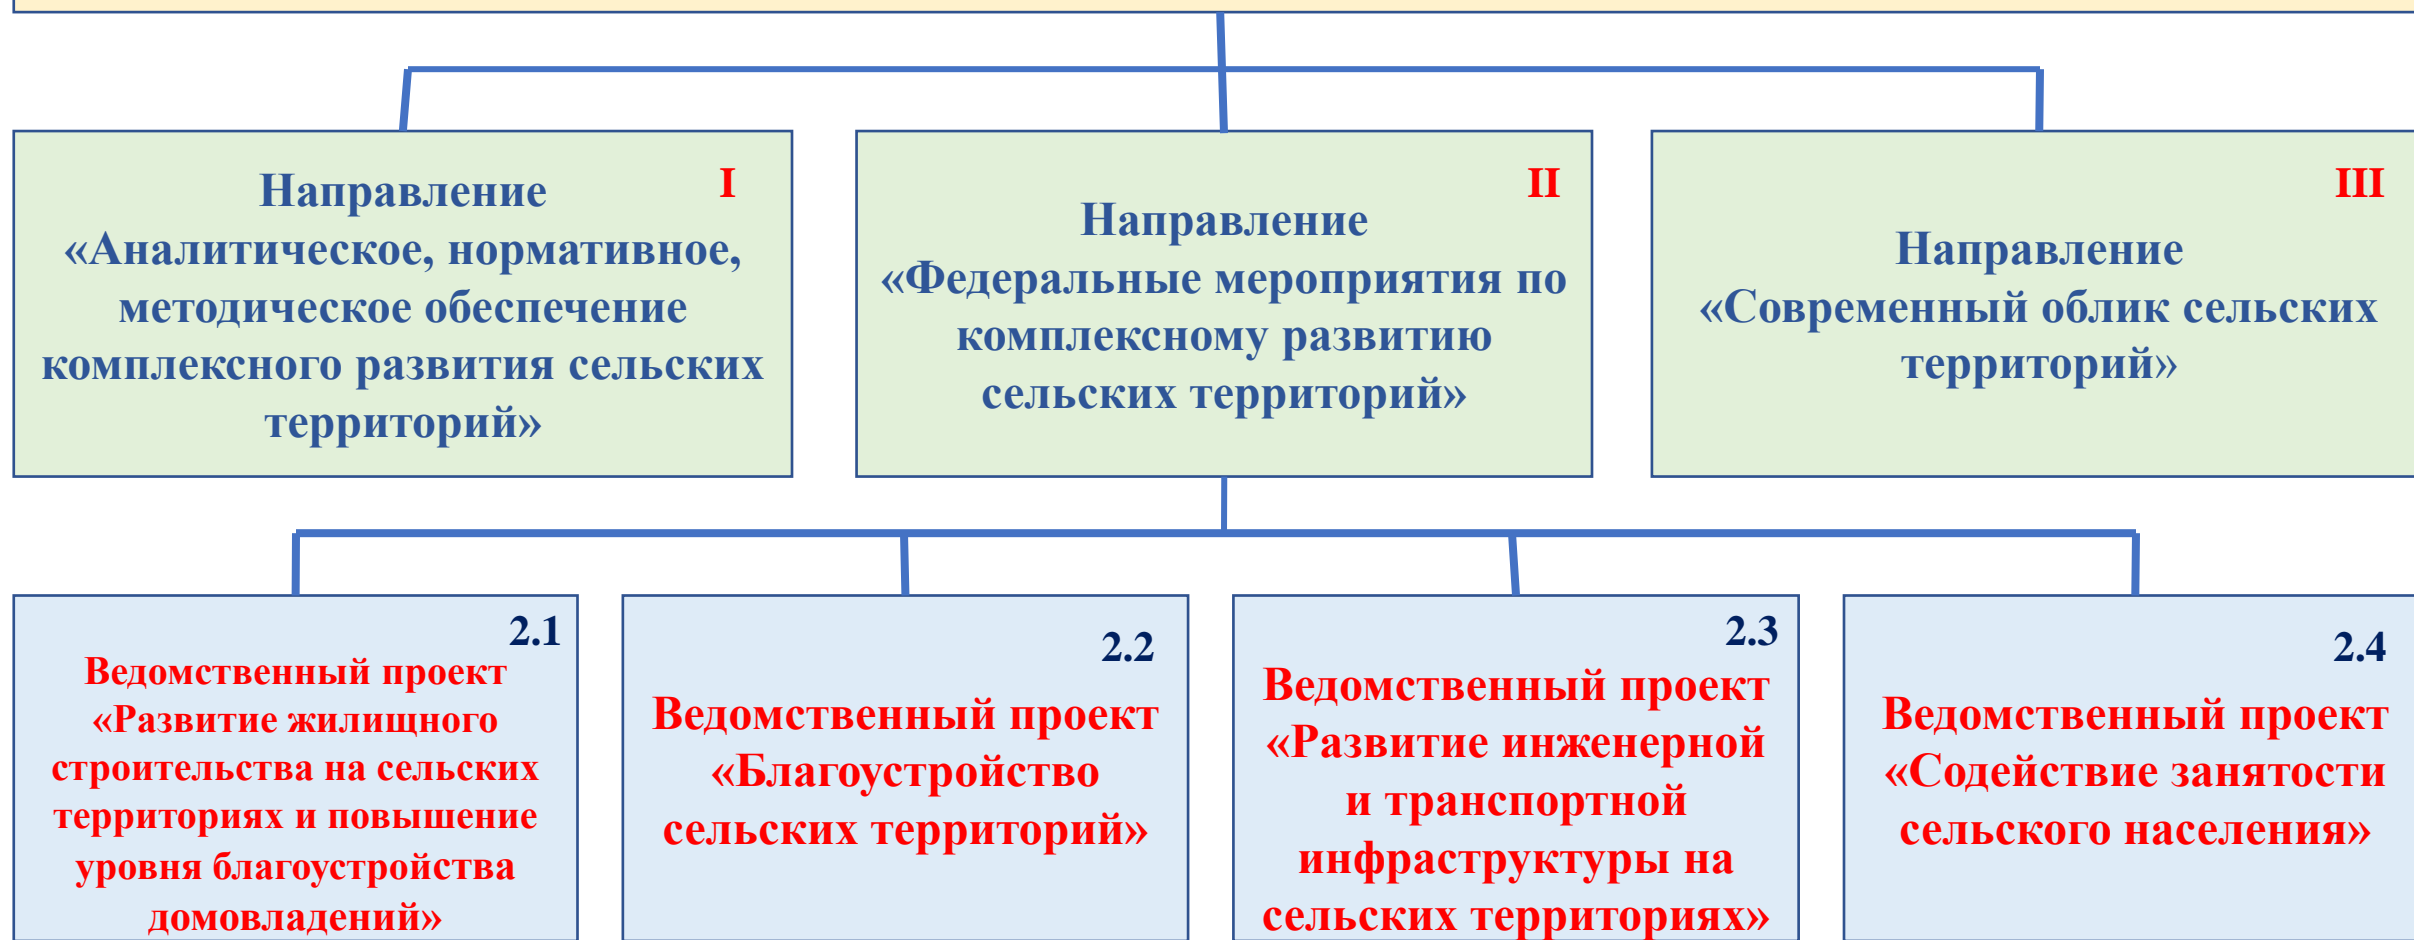 I
Направление
«Аналитическое, нормативное,
методическое обеспечение
комплексного развития сельских
территорий»
II
Направление
«Федеральные мероприятия по
комплексному развитию
сельских территорий»
III
Направление
«Современный облик сельских
территорий»
2.1
Ведомственный проект
«Развитие жилищного
строительства на сельских
территориях и повышение
уровня благоустройства
домовладений»
2.2
Ведомственный проект
«Благоустройство
сельских территорий»
2.3
Ведомственный проект
«Развитие инженерной
и транспортной
инфраструктуры на
сельских территориях»
2.4
Ведомственный проект
«Содействие занятости
сельского населения»